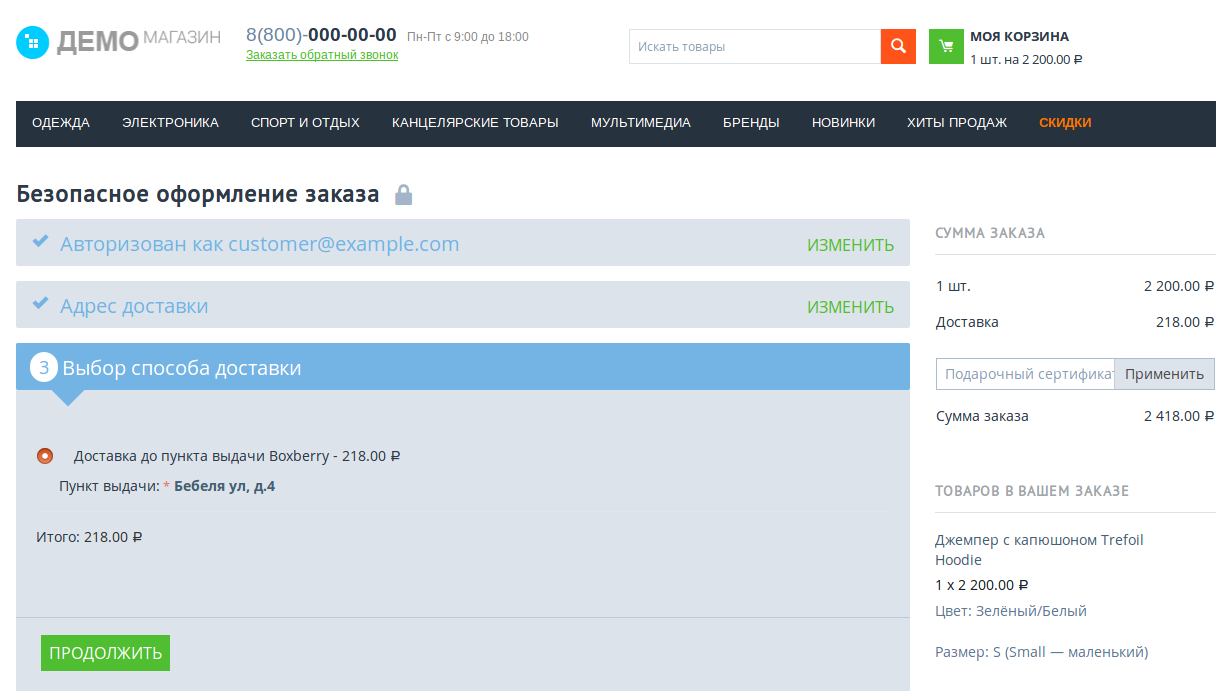 ДЕМО МАГАЗИН
8(800)-000-00-00 Пн-Пт с 9:00 до 18:00
Заказать обратный звонок
Искать товары
МОЯ КОРЗИНА
1 шт. на 2 200.00 ₽
ОДЕЖДА ЭЛЕКТРОНИКА СПОРТ И ОТДЫХ КАНЦЕЛЯРСКИЕ ТОВАРЫ МУЛЬТИМЕДИА БРЕНДЫ НОВИНКИ ХИТЫ ПРОДАЖ СКИДКИ
Безопасное оформление заказа
Авторизован как customer@example.com ИЗМЕНИТЬ
Адрес доставки ИЗМЕНИТЬ
3 Выбор способа доставки
Доставка до пункта выдачи Boxberry - 218.00 ₽
Пункт выдачи: * Бебеля ул, д.4
Итого: 218.00 ₽
ПРОДОЛЖИТЬ
СУММА ЗАКАЗА
1 шт. 2 200.00 ₽
Доставка 218.00 ₽
Подарочный сертификат Применить
Сумма заказа 2 418.00 ₽
ТОВАРОВ В ВАШЕМ ЗАКАЗЕ
Джемпер с капюшоном Trefoil
Hoodie
1 x 2 200.00 ₽
Цвет: Зелёный/Белый
Размер: S (Small — маленький)